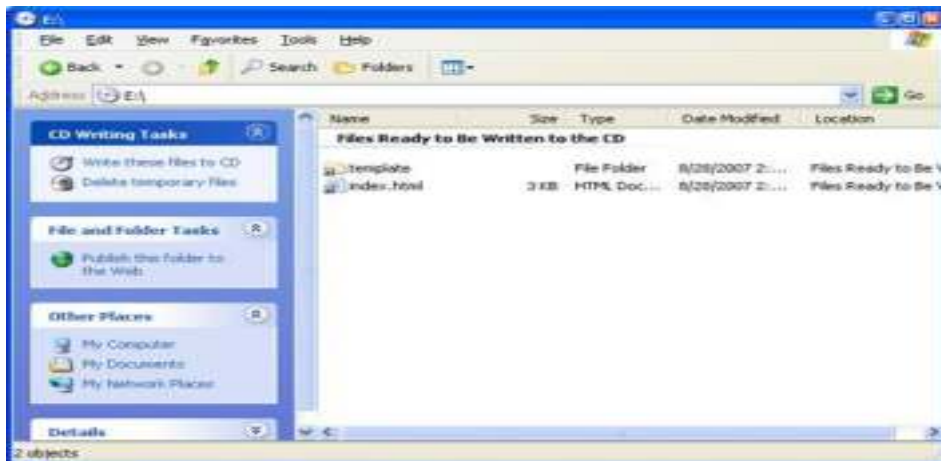 E:\
File Edit View Favorites Tools Help
Back Search Folders
Address E:\ Go
CD Writing Tasks
Write these files to CD
Delete temporary files
File and Folder Tasks
Publish this folder to
the Web
Other Places
My Computer
My Documents
My Network Places
Details
Name Size Type Date Modified Location
Files Ready to Be Written to the CD
template File Folder 8/28/2007 2:... Files Ready to Be
index.html 3 KB HTML Doc... 8/28/2007 2:... Files Ready to Be
2 objects